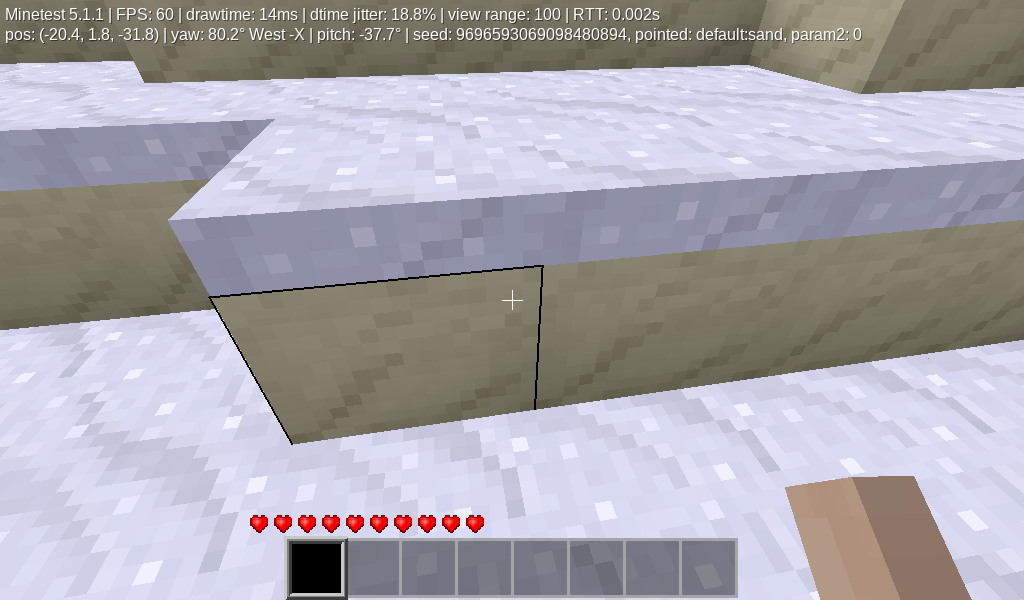 Minetest 5.1.1 | FPS: 60 | drawtime: 14ms | dtime jitter: 18.8% | view range: 100 | RTT: 0.002s
pos: (-20.4, 1.8, -31.8) | yaw: 80.2° West -X | pitch: -37.7° | seed: 9696593069098480894, pointed: default:sand, param2: 0